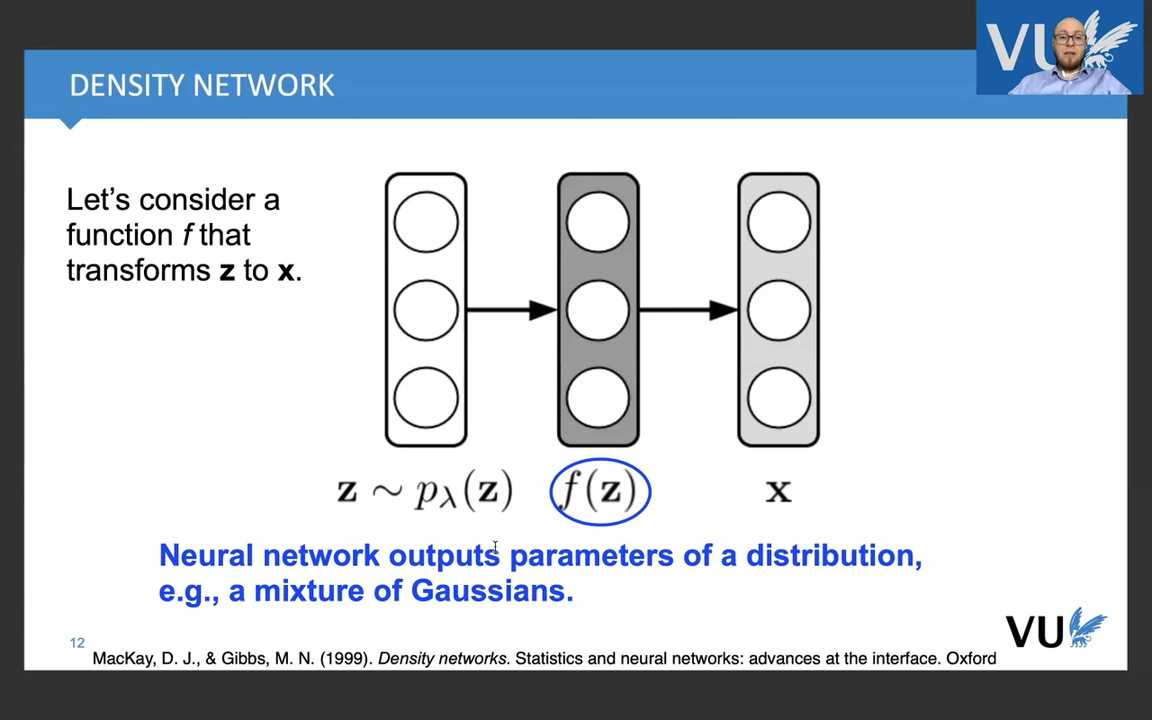 VU
DENSITY NETWORK
Let's consider a
function f that
transforms z to x.
z ∼ pλ(z)
f(z)
x
Neural network outputs parameters of a distribution,
e.g., a mixture of Gaussians.
12
MacKay, D. J., & Gibbs, M. N. (1999). Density networks. Statistics and neural networks: advances at the interface. Oxford
VU